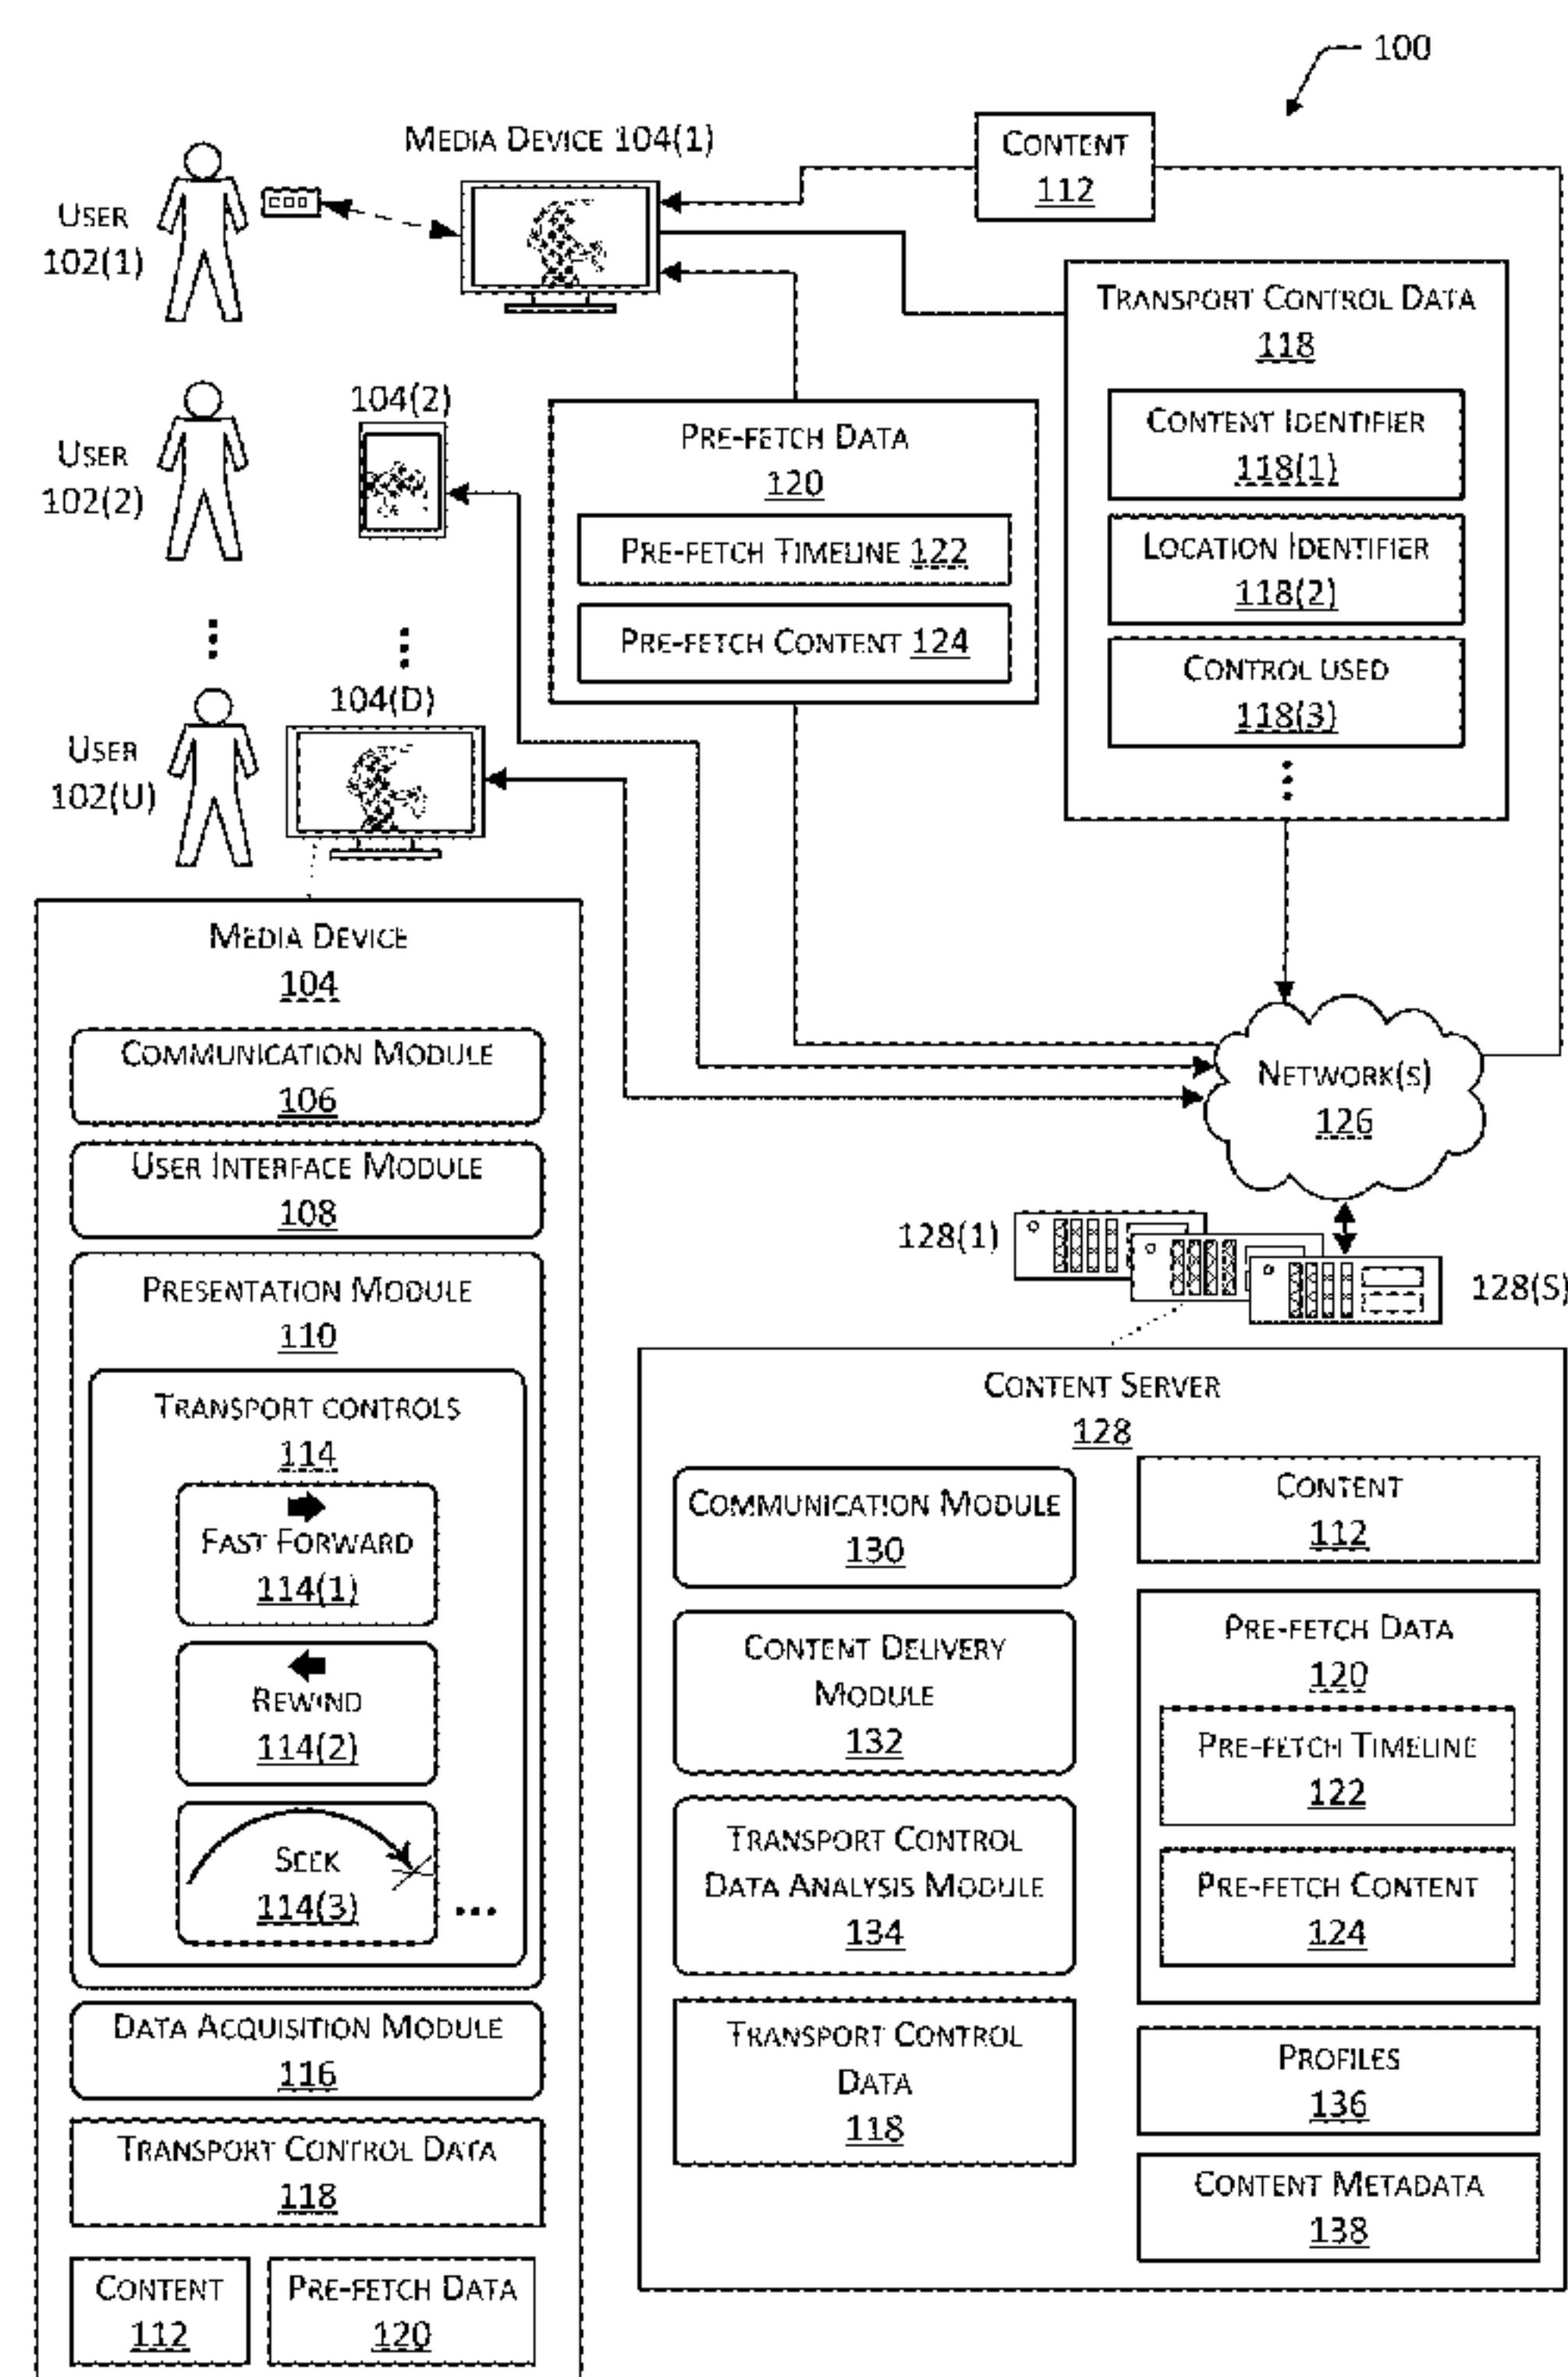 100
MEDIA DEVICE 104(1)
CONTENT
112
USER
102(1)
TRANSPORT CONTROL DATA
118
CONTENT IDENTIFIER
118(1)
LOCATION IDENTIFIER
118(2)
CONTROL USED
118(3)
104(2)
USER
102(2)
PRE-FETCH DATA
120
PRE-FETCH TIMELINE 122
PRE-FETCH CONTENT 124
104(D)
USER
102(U)
MEDIA DEVICE
104
COMMUNICATION MODULE
106
USER INTERFACE MODULE
108
PRESENTATION MODULE
110
TRANSPORT CONTROLS
114
FAST FORWARD
114(1)
REWIND
114(2)
SEEK
114(3)
DATA ACQUISITION MODULE
116
TRANSPORT CONTROL DATA
118
CONTENT
112
PRE-FETCH DATA
120
NETWORK(S)
126
128(1)
128(S)
CONTENT SERVER
128
COMMUNICATION MODULE
130
CONTENT DELIVERY
MODULE
132
TRANSPORT CONTROL
DATA ANALYSIS MODULE
134
TRANSPORT CONTROL
DATA
118
CONTENT
112
PRE-FETCH DATA
120
PRE-FETCH TIMELINE
122
PRE-FETCH CONTENT
124
PROFILES
136
CONTENT METADATA
138